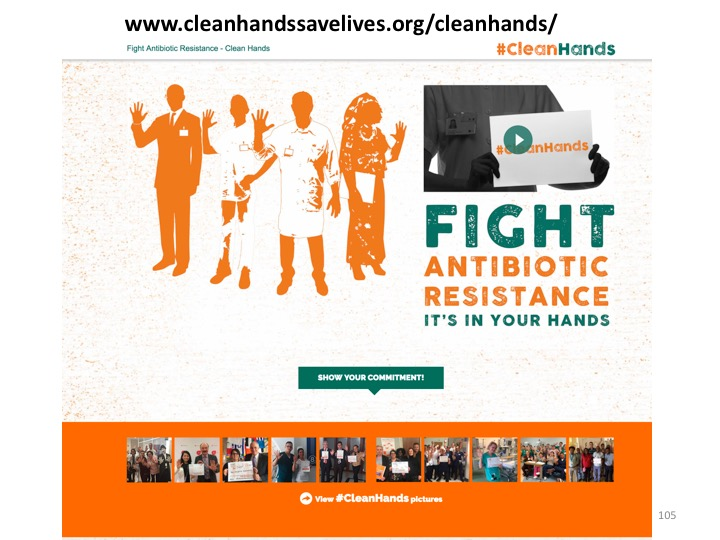 www.cleanhandssavelives.org/cleanhands/
Fight Antibiotic Resistance - Clean Hands
#CleanHands
#CleanHands
FIGHT
ANTIBIOTIC
RESISTANCE
IT'S IN YOUR HANDS
SHOW YOUR COMMITMENT!
View #CleanHands pictures
105